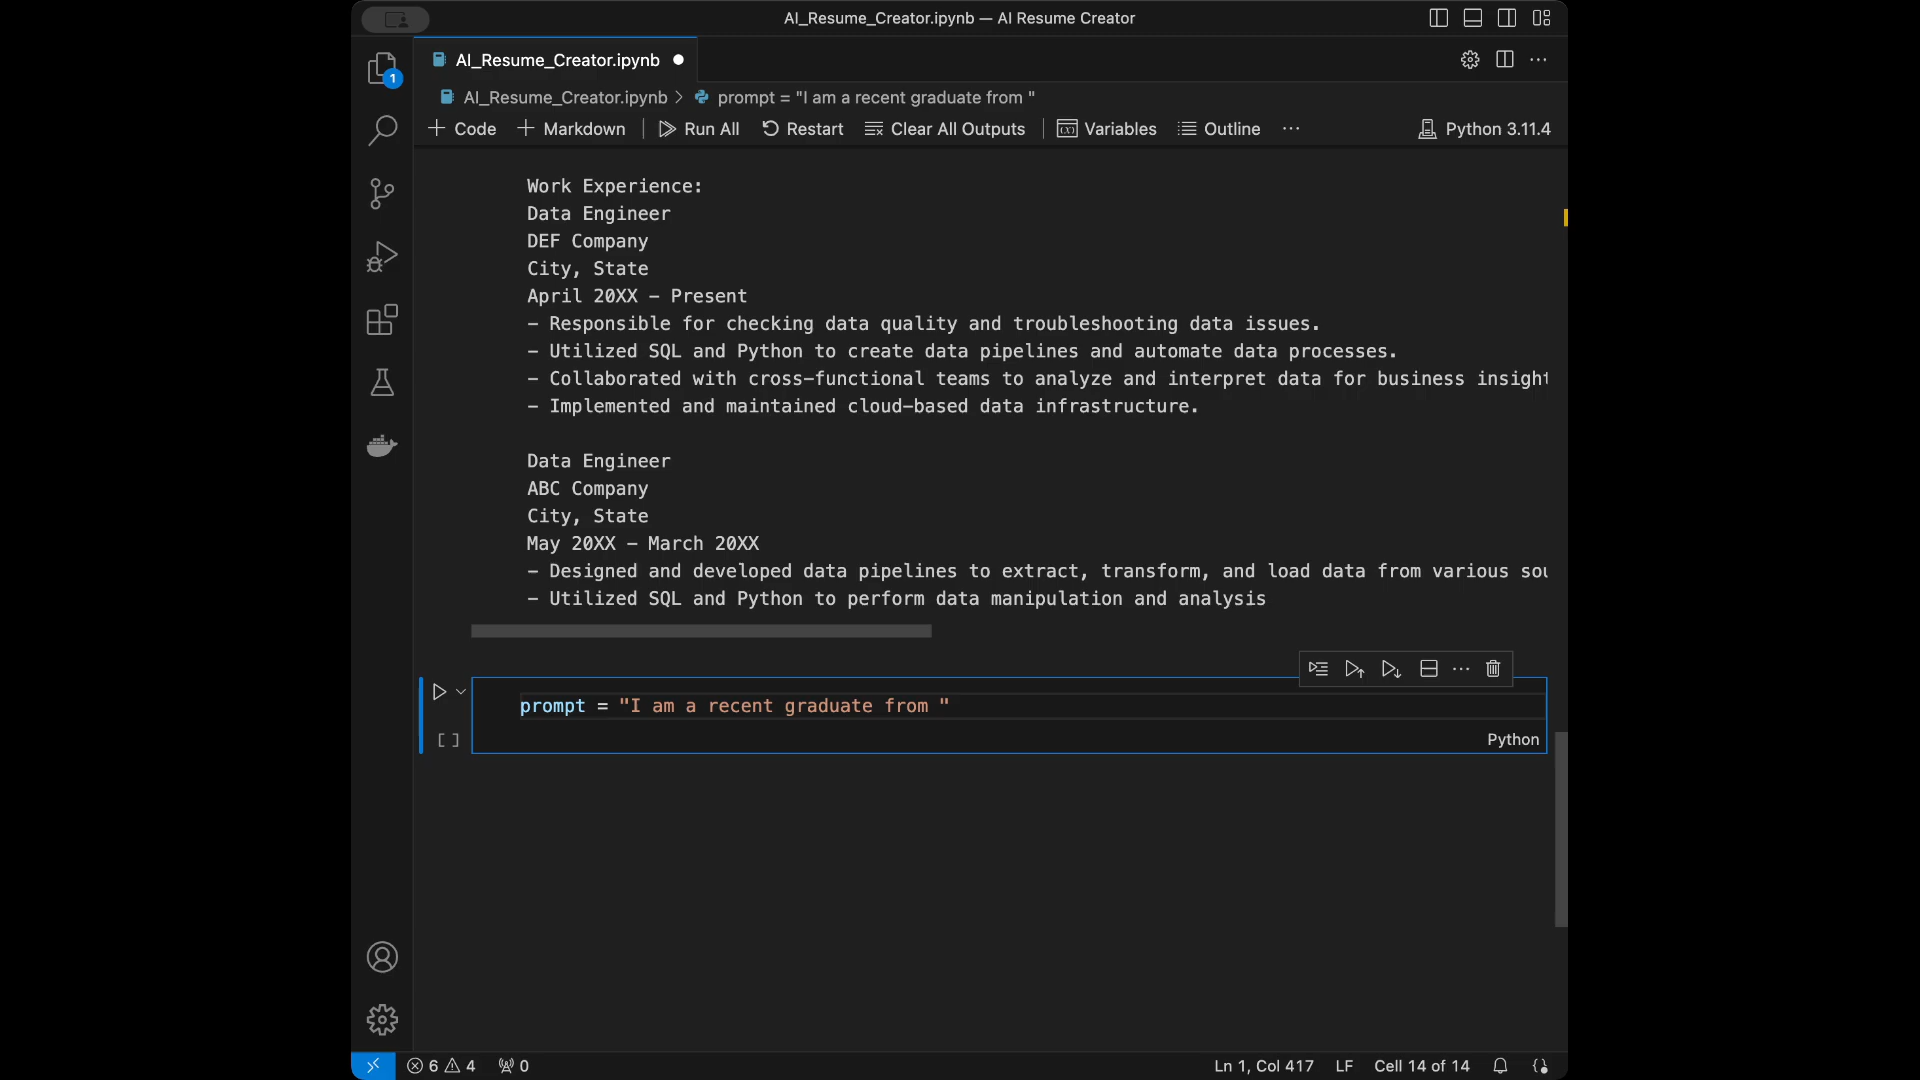 AI_Resume_Creator.ipynb — AI Resume Creator
AI_Resume_Creator.ipynb
1
AI_Resume_Creator.ipynb > prompt = "I am a recent graduate from "
+ Code + Markdown Run All Restart Clear All Outputs Variables Outline ... Python 3.11.4
Work Experience:
Data Engineer
DEF Company
City, State
April 20XX – Present
– Responsible for checking data quality and troubleshooting data issues.
– Utilized SQL and Python to create data pipelines and automate data processes.
– Collaborated with cross–functional teams to analyze and interpret data for business insight
– Implemented and maintained cloud–based data infrastructure.
Data Engineer
ABC Company
City, State
May 20XX – March 20XX
– Designed and developed data pipelines to extract, transform, and load data from various sou
– Utilized SQL and Python to perform data manipulation and analysis
prompt = "I am a recent graduate from "
[ ]
Python
6 4 0 Ln 1, Col 417 LF Cell 14 of 14